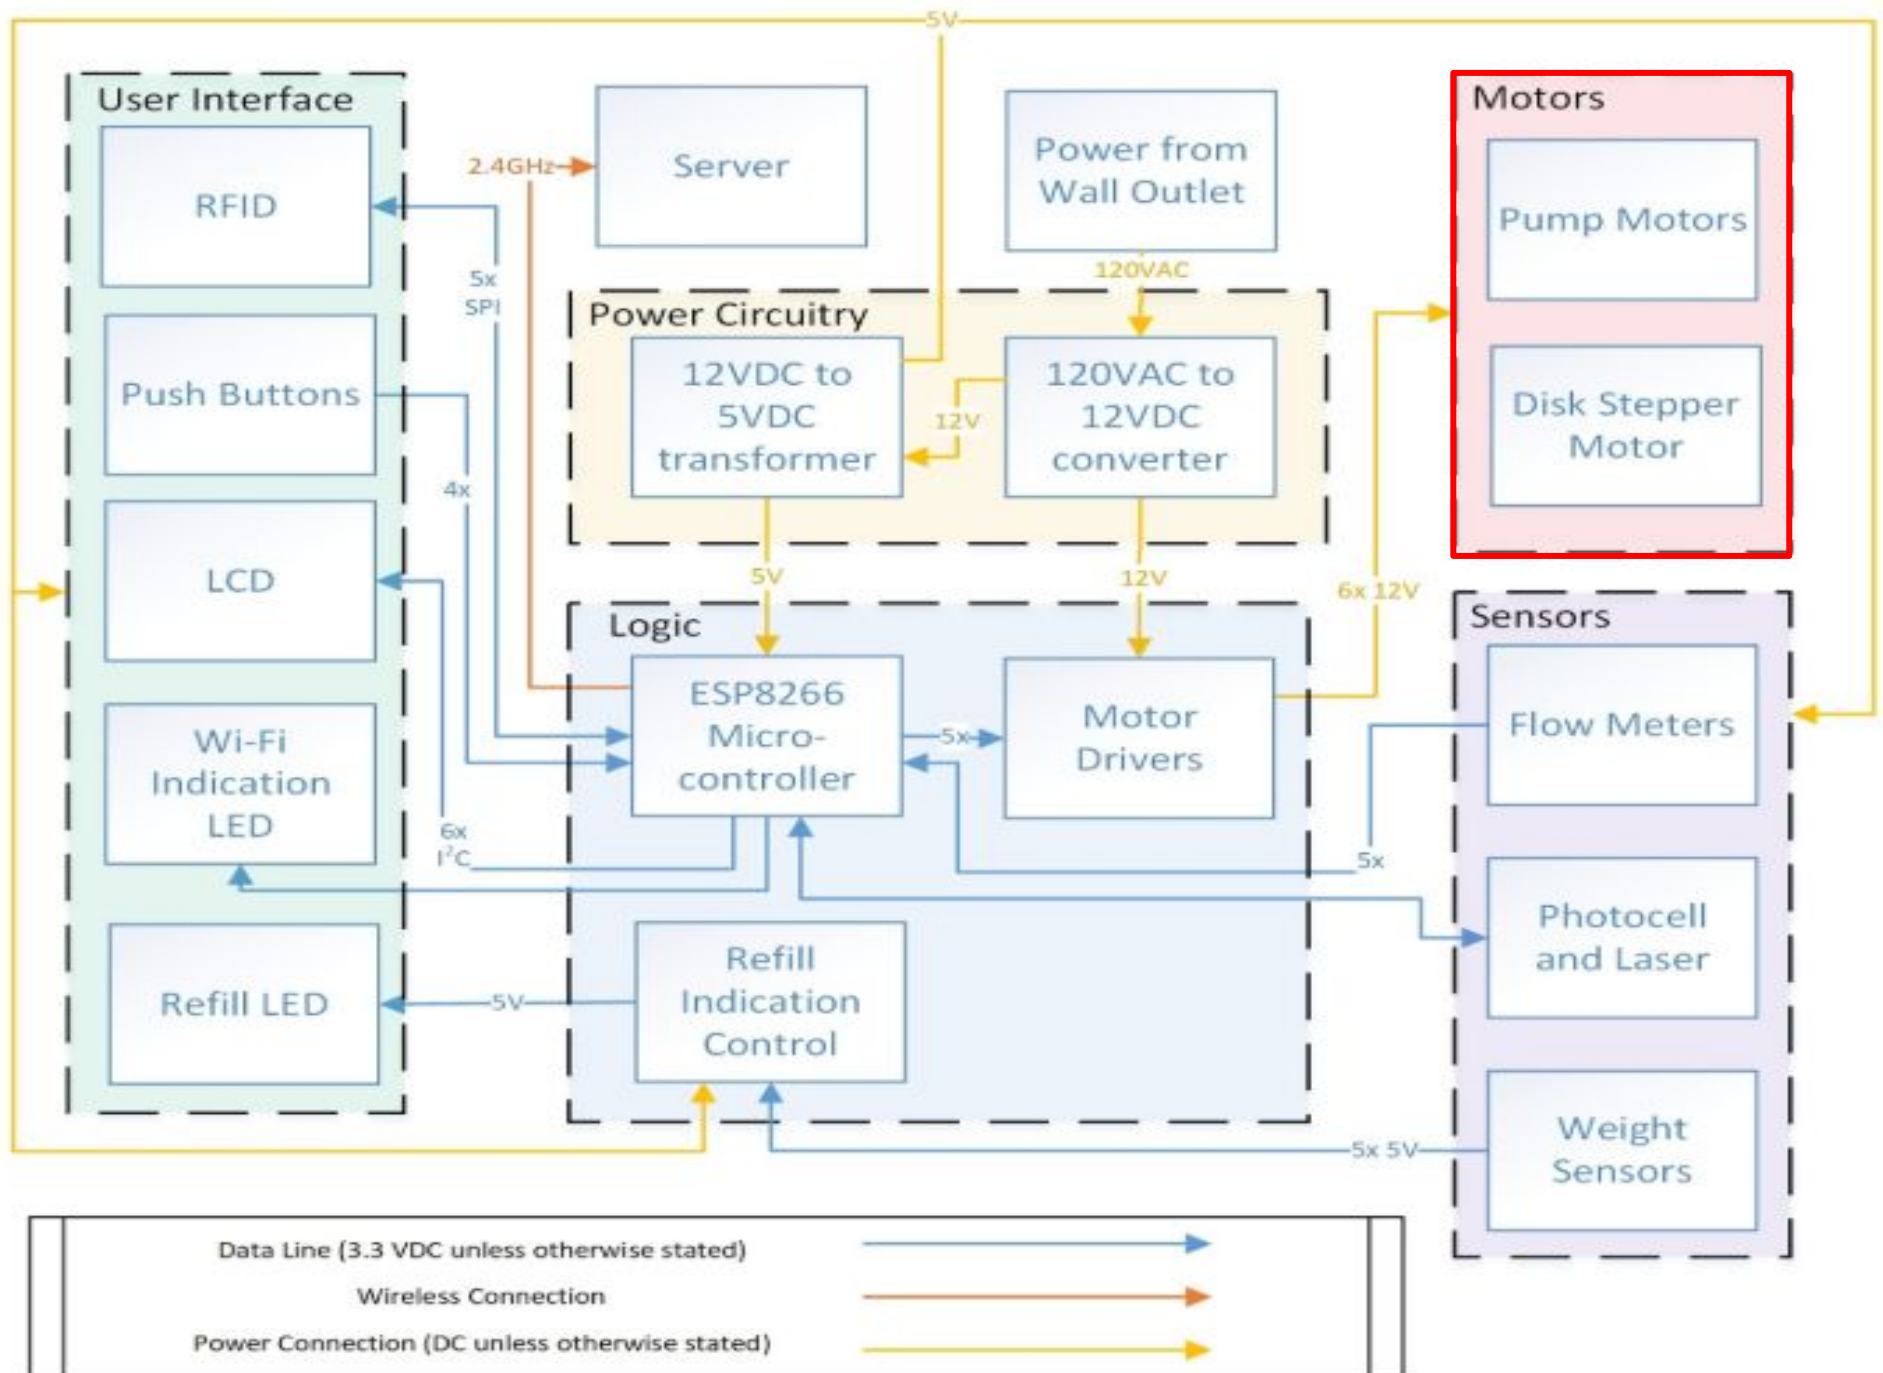 5V
User Interface
RFID
Push Buttons
LCD
Wi-Fi
Indication
LED
Refill LED
2.4GHz
Server
Power from
Wall Outlet
120VAC
5x
SPI
4x
6x
I²C
5V
Power Circuitry
12VDC to
5VDC
transformer
12V
120VAC to
12VDC
converter
5V
12V
Logic
ESP8266
Micro-
controller
5x
Motor
Drivers
Refill
Indication
Control
6x 12V
5x
5x 5V
Motors
Pump Motors
Disk Stepper
Motor
Sensors
Flow Meters
Photocell
and Laser
Weight
Sensors
Data Line (3.3 VDC unless otherwise stated)
Wireless Connection
Power Connection (DC unless otherwise stated)